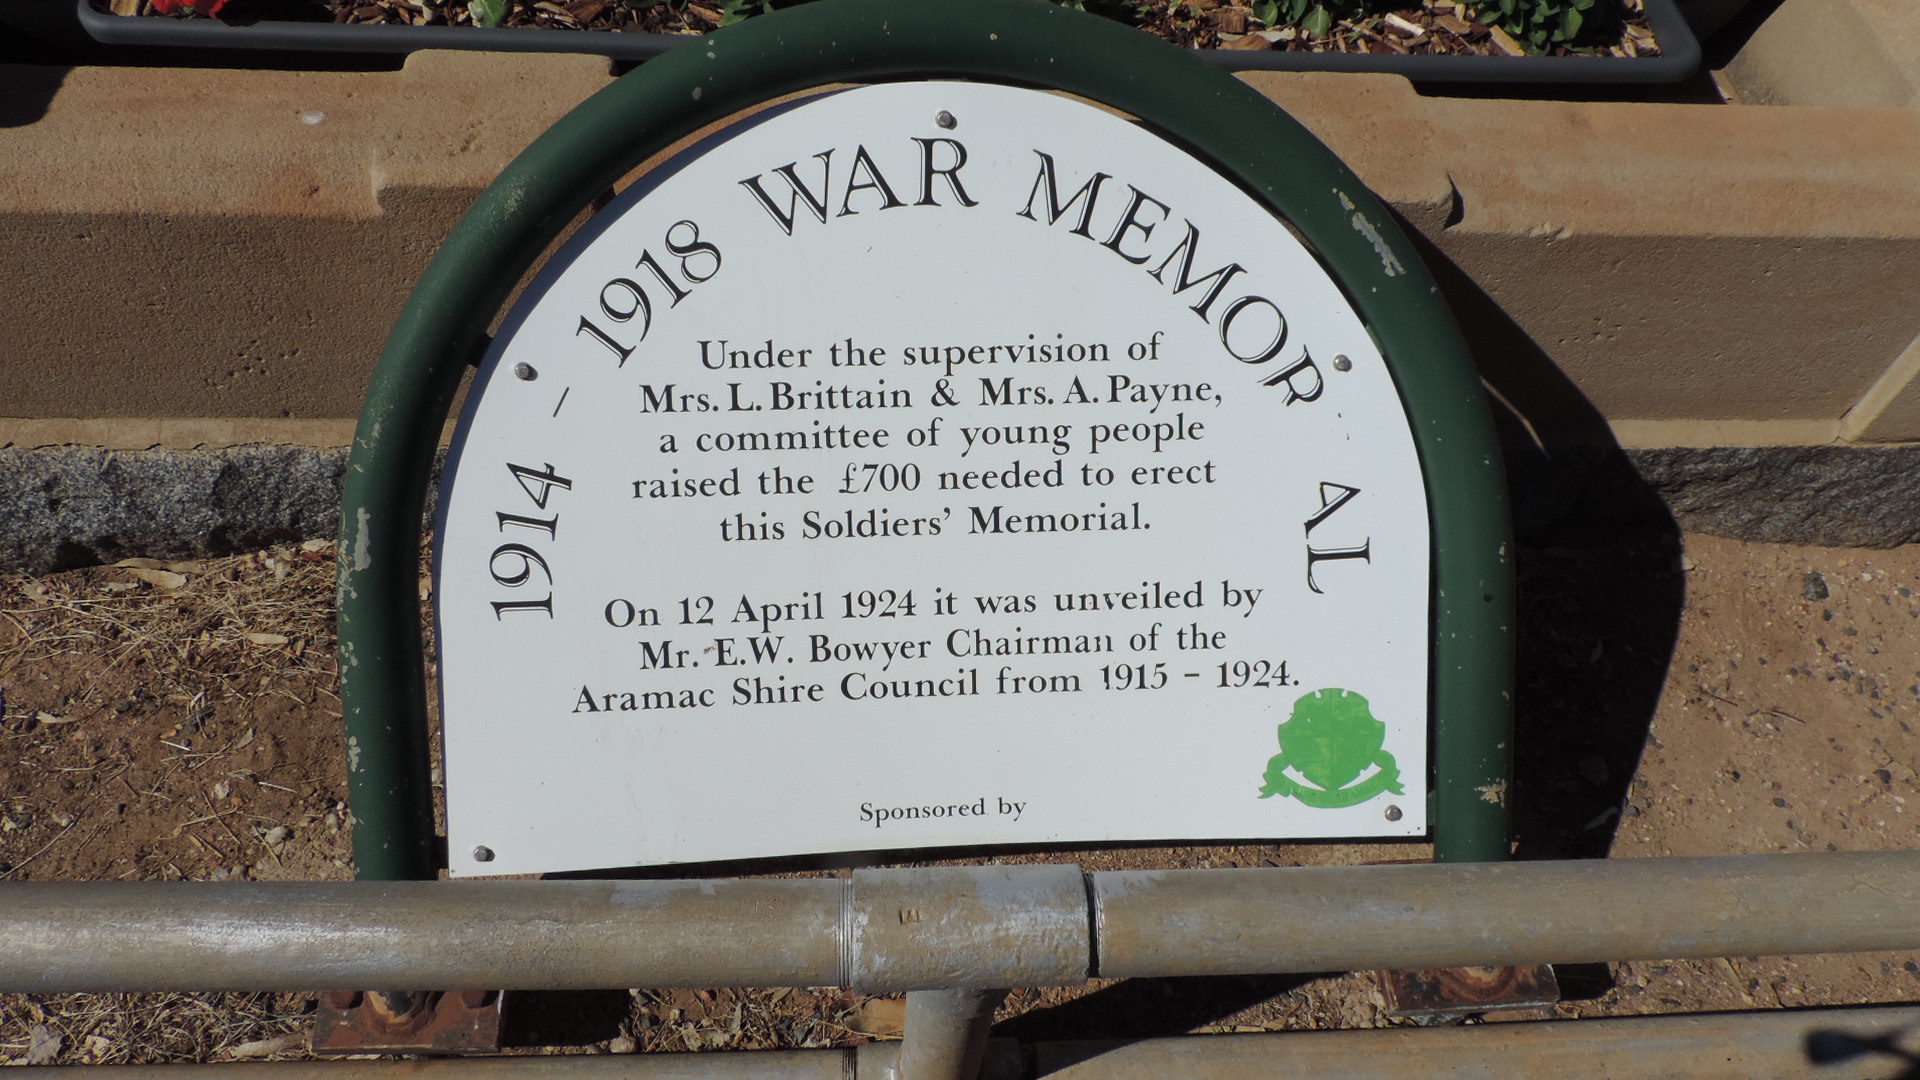 1914 – 1918 WAR MEMORIAL
Under the supervision of
Mrs. L. Brittain & Mrs. A. Payne,
a committee of young people
raised the £700 needed to erect
this Soldiers' Memorial.
On 12 April 1924 it was unveiled by
Mr. E.W. Bowyer Chairman of the
Aramac Shire Council from 1915 – 1924.
Sponsored by